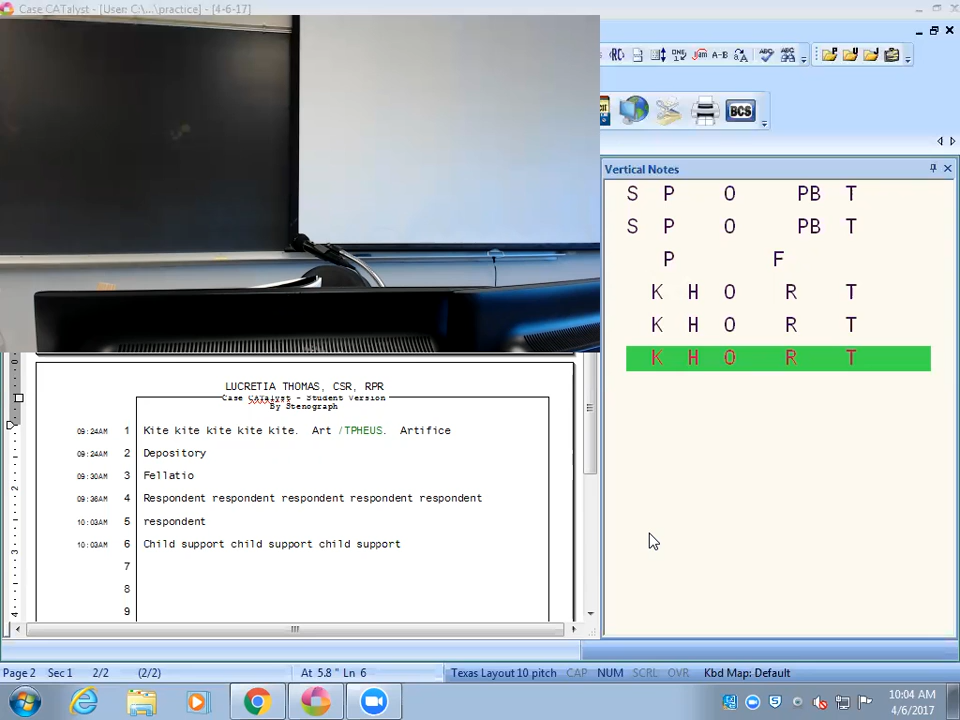 Case CATalyst - [User: C:\...\practice] - [4-6-17]
BCS
Vertical Notes
S P O PB T
S P O PB T
P F
K H O R T
K H O R T
K H O R T
LUCRETIA THOMAS, CSR, RPR
Case CATalyst - Student Version
By Stenograph
09:24AM 1 Kite kite kite kite kite. Art /TPHEUS. Artifice
09:24AM 2 Depository
09:30AM 3 Fellatio
09:36AM 4 Respondent respondent respondent respondent respondent
10:03AM 5 respondent
10:03AM 6 Child support child support child support
7
8
9
Page 2 Sec 1 2/2 (2/2) At 5.8 " Ln 6 Texas Layout 10 pitch CAP NUM SCRL OVR Kbd Map: Default
10:04 AM
4/6/2017